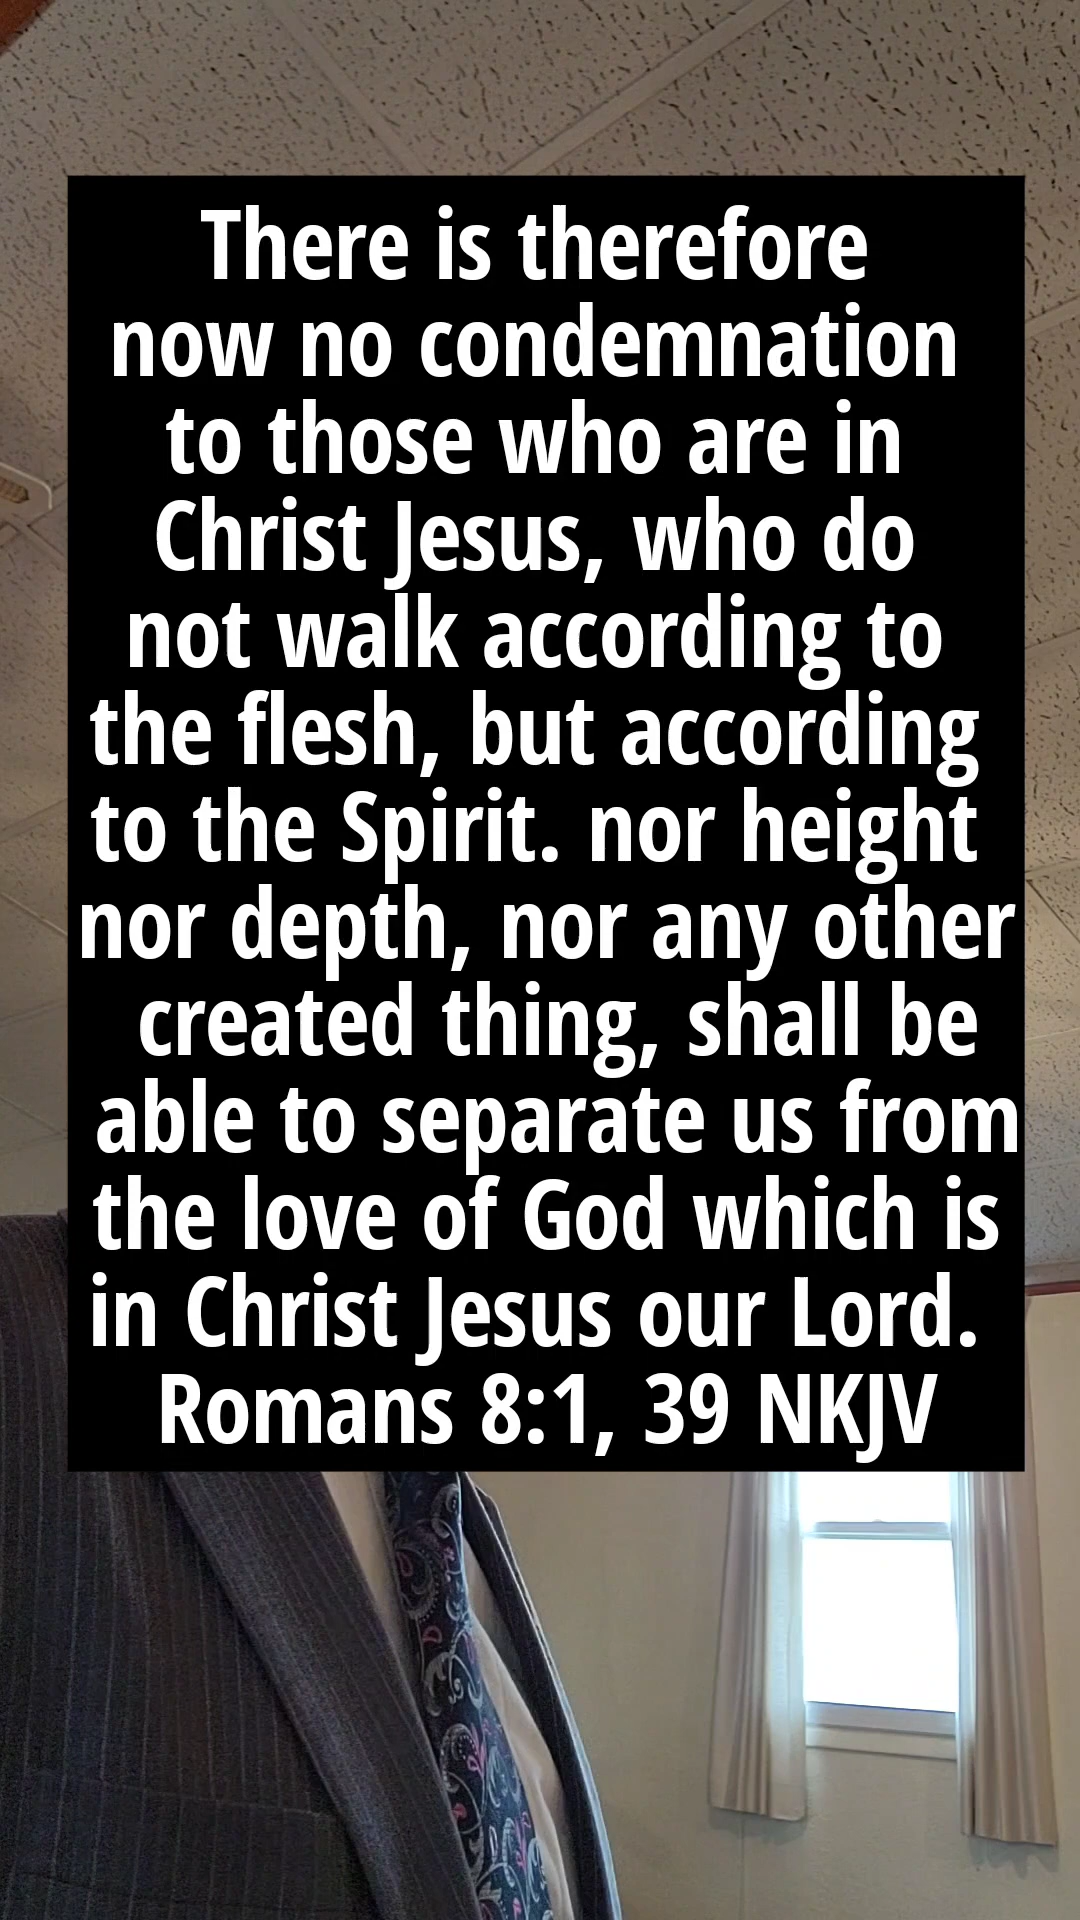 There is therefore
now no condemnation
to those who are in
Christ Jesus, who do
not walk according to
the flesh, but according
to the Spirit. nor height
nor depth, nor any other
created thing, shall be
able to separate us from
the love of God which is
in Christ Jesus our Lord.
Romans 8:1, 39 NKJV